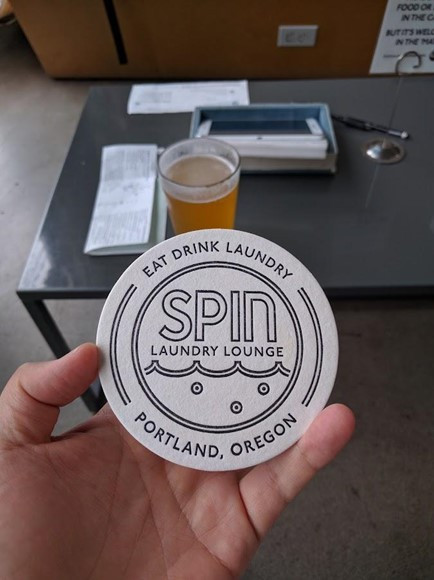 FOOD OR
IN THE C
BUT IT'S WEL
IN THE 'MA
EAT DRINK LAUNDRY
SPIN
LAUNDRY LOUNGE
PORTLAND, OREGON